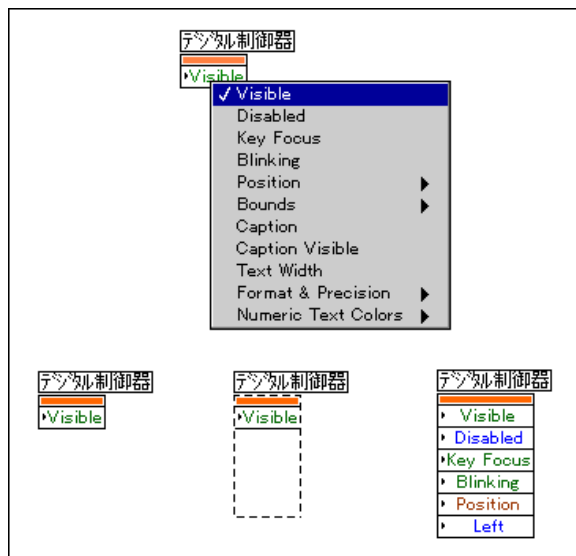 デジタル制御器
Visible
Visible
Disabled
Key Focus
Blinking
Position
Bounds
Caption
Caption Visible
Text Width
Format & Precision
Numeric Text Colors
デジタル制御器
Visible
デジタル制御器
Visible
デジタル制御器
Visible
Disabled
Key Focus
Blinking
Position
Left